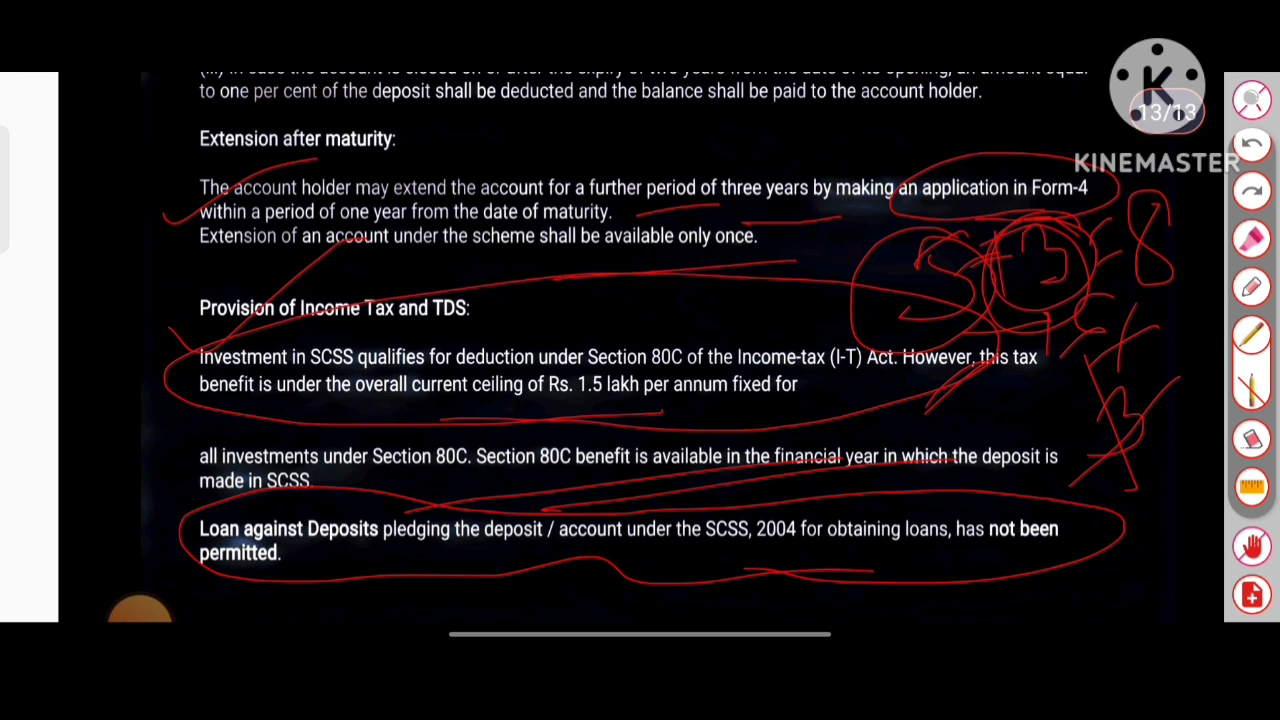 to one per cent of the deposit shall be deducted and the balance shall be paid to the account holder.
13/13
KINEMASTER
Extension after maturity:
The account holder may extend the account for a further period of three years by making an application in Form-4
within a period of one year from the date of maturity.
Extension of an account under the scheme shall be available only once.
5 + 3 = 8
Provision of Income Tax and TDS:
Investment in SCSS qualifies for deduction under Section 80C of the Income-tax (I-T) Act. However, this tax
benefit is under the overall current ceiling of Rs. 1.5 lakh per annum fixed for
all investments under Section 80C. Section 80C benefit is available in the financial year in which the deposit is
made in SCSS.
Loan against Deposits pledging the deposit / account under the SCSS, 2004 for obtaining loans, has not been
permitted.